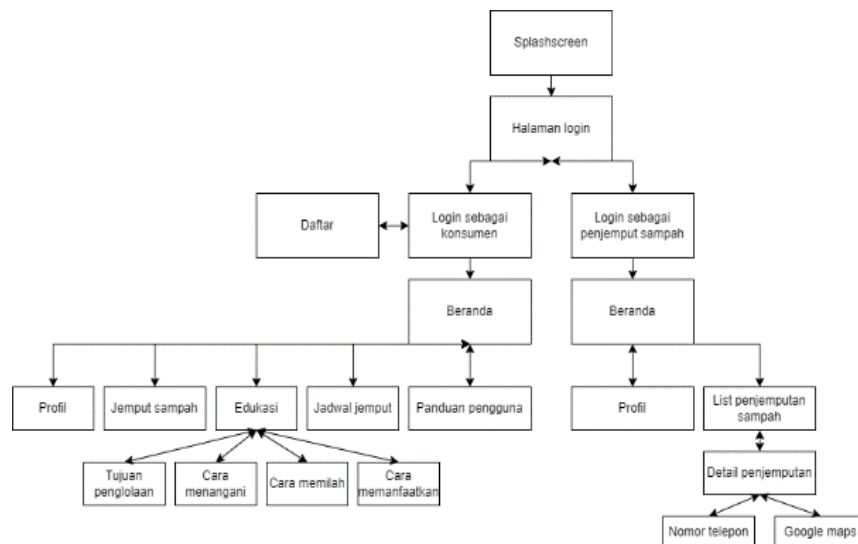 Splashscreen
Halaman login
Daftar
Login sebagai
konsumen
Login sebagai
penjemput sampah
Beranda
Beranda
Profil
Jemput sampah
Edukasi
Jadwal jemput
Panduan pengguna
Profil
List penjemputan
sampah
Tujuan
penglolaan
Cara
menangani
Cara memilah
Cara
memanfaatkan
Detail penjemputan
Nomor telepon
Google maps